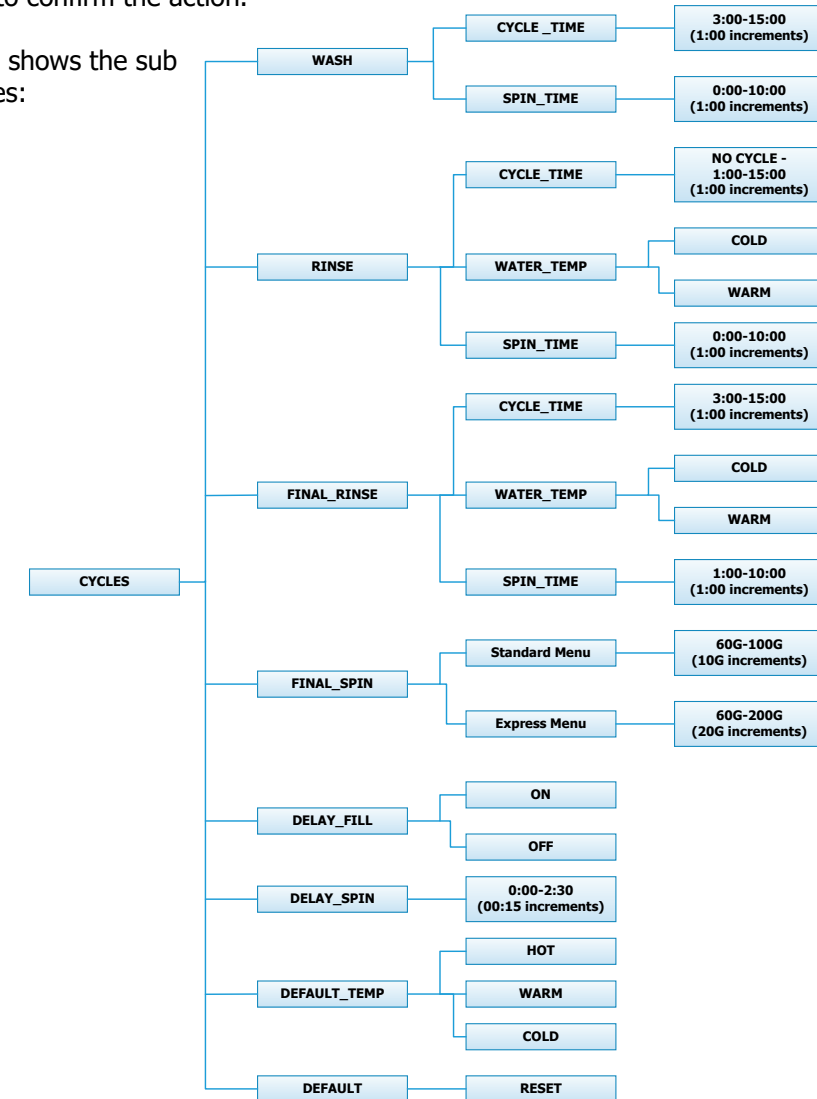 to confirm the action.
shows the sub
es:
CYCLES
WASH
CYCLE _TIME
3:00-15:00
(1:00 increments)
SPIN_TIME
0:00-10:00
(1:00 increments)
RINSE
CYCLE_TIME
NO CYCLE -
1:00-15:00
(1:00 increments)
WATER_TEMP
COLD
WARM
SPIN_TIME
0:00-10:00
(1:00 increments)
FINAL_RINSE
CYCLE_TIME
3:00-15:00
(1:00 increments)
WATER_TEMP
COLD
WARM
SPIN_TIME
1:00-10:00
(1:00 increments)
FINAL_SPIN
Standard Menu
60G-100G
(10G increments)
Express Menu
60G-200G
(20G increments)
DELAY_FILL
ON
OFF
DELAY_SPIN
0:00-2:30
(00:15 increments)
DEFAULT_TEMP
HOT
WARM
COLD
DEFAULT
RESET